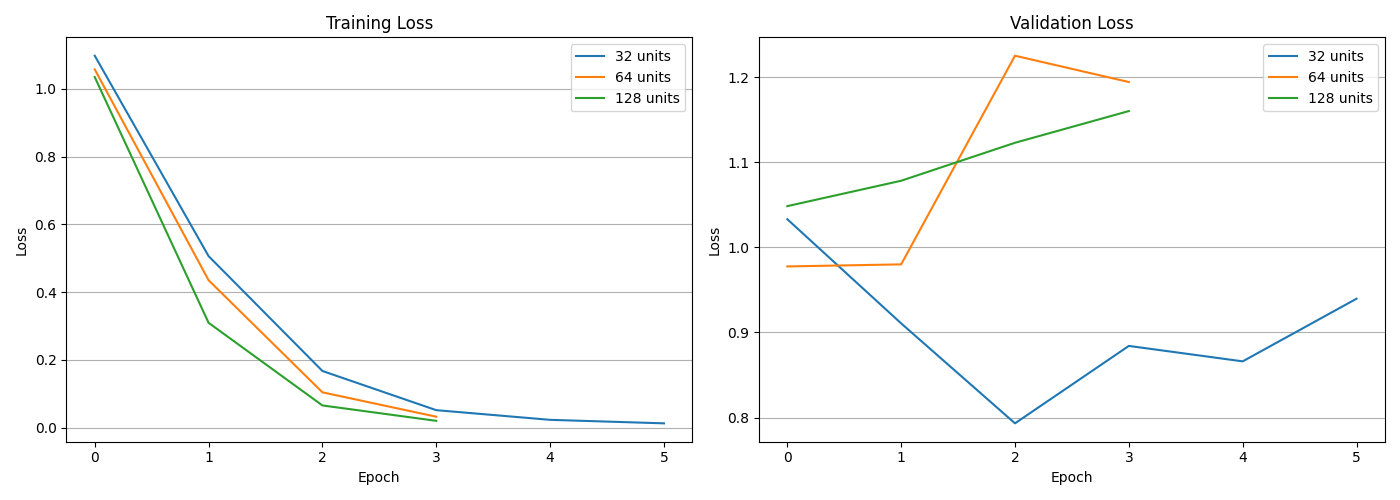 Training Loss
Loss
1.0
0.8
0.6
0.4
0.2
0.0
32 units
64 units
128 units
0 1 2 3 4 5
Epoch
Validation Loss
Loss
1.2
1.1
1.0
0.9
0.8
32 units
64 units
128 units
0 1 2 3 4 5
Epoch